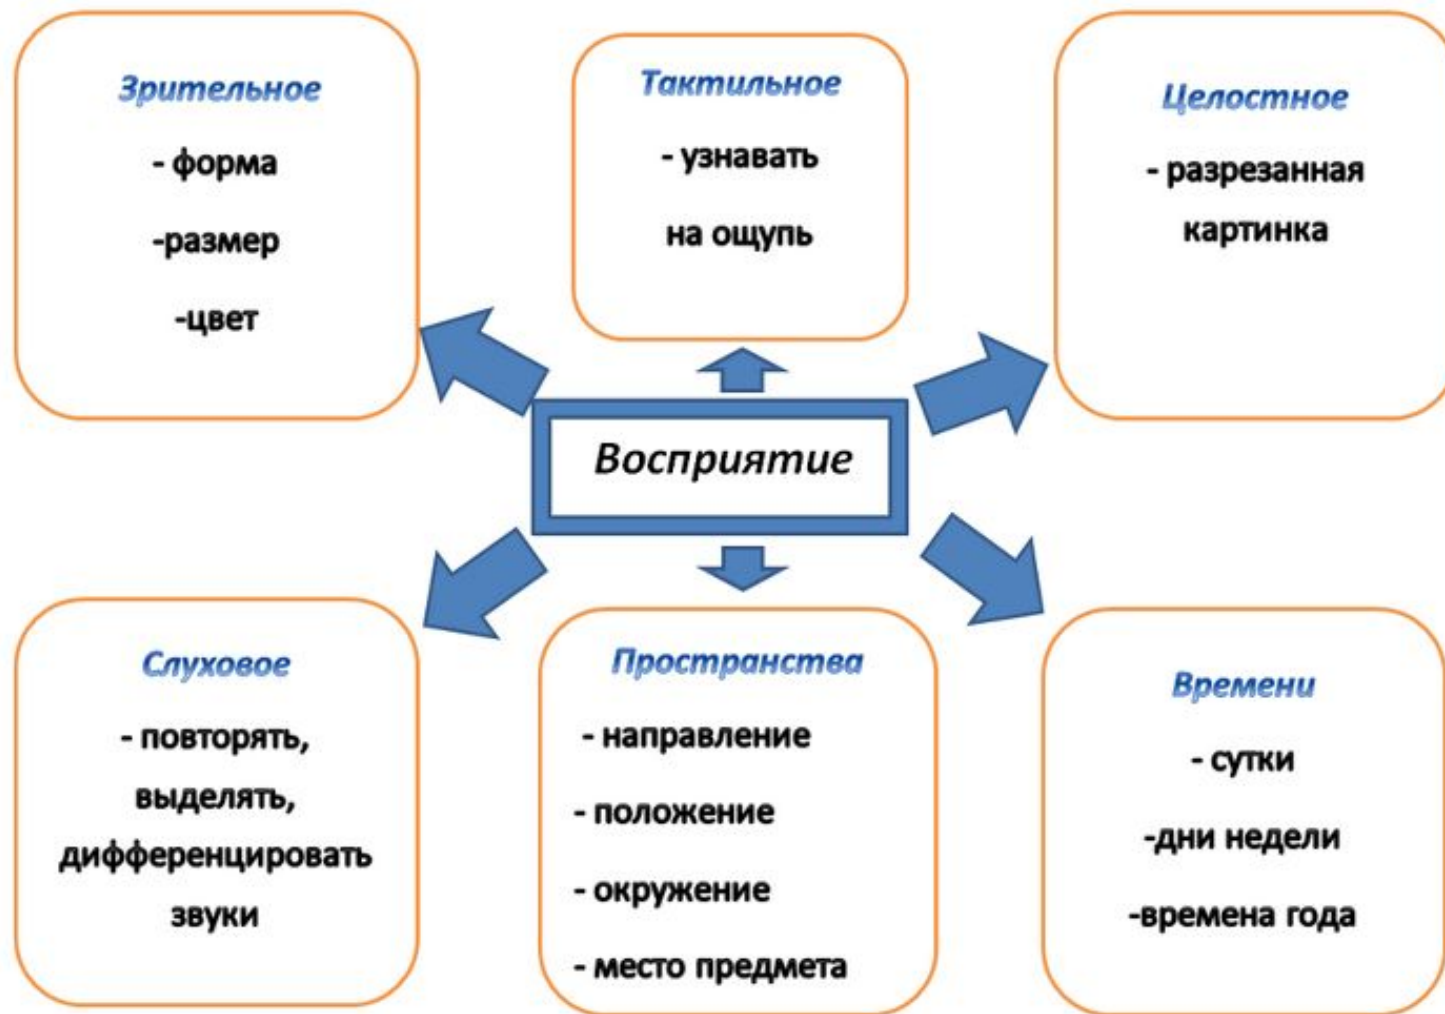 Зрительное
- форма
-размер
-цвет
Тактильное
- узнавать
на ощупь
Целостное
- разрезанная
картинка
Восприятие
Слуховое
- повторять,
выделять,
дифференцировать
звуки
Пространства
- направление
- положение
- окружение
- место предмета
Времени
- сутки
-дни недели
-времена года